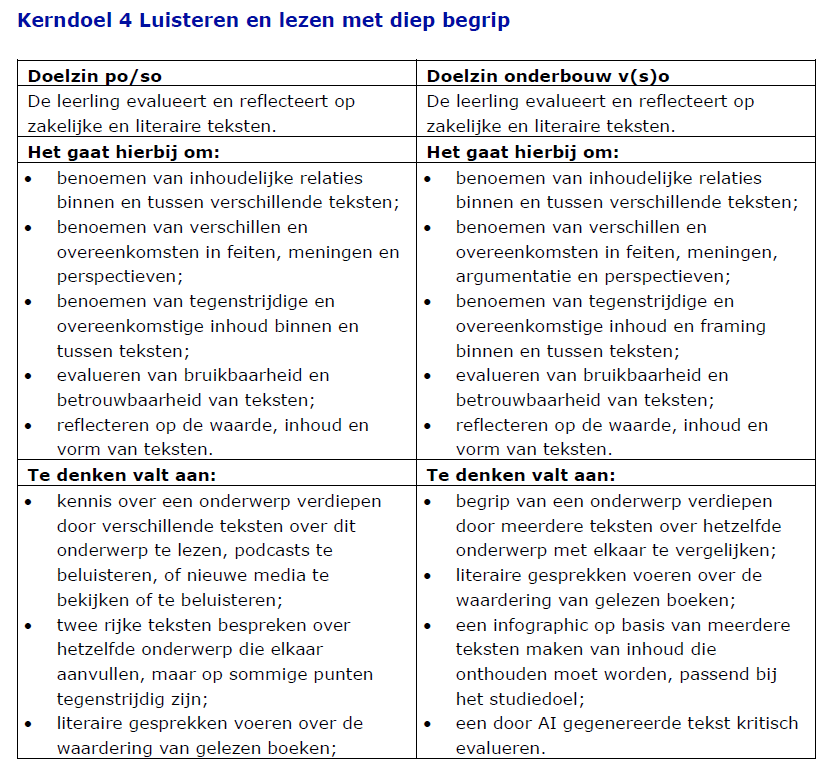 Kerndoel 4 Luisteren en lezen met diep begrip
Doelzin po/so
De leerling evalueert en reflecteert op
zakelijke en literaire teksten.
Het gaat hierbij om:
• benoemen van inhoudelijke relaties
binnen en tussen verschillende teksten;
• benoemen van verschillen en
overeenkomsten in feiten, meningen en
perspectieven;
• benoemen van tegenstrijdige en
overeenkomstige inhoud binnen en
tussen teksten;
• evalueren van bruikbaarheid en
betrouwbaarheid van teksten;
• reflecteren op de waarde, inhoud en
vorm van teksten.
Te denken valt aan:
• kennis over een onderwerp verdiepen
door verschillende teksten over dit
onderwerp te lezen, podcasts te
beluisteren, of nieuwe media te
bekijken of te beluisteren;
• twee rijke teksten bespreken over
hetzelfde onderwerp die elkaar
aanvullen, maar op sommige punten
tegenstrijdig zijn;
• literaire gesprekken voeren over de
waardering van gelezen boeken;
Doelzin onderbouw v(s)o
De leerling evalueert en reflecteert op
zakelijke en literaire teksten.
Het gaat hierbij om:
• benoemen van inhoudelijke relaties
binnen en tussen verschillende teksten;
• benoemen van verschillen en
overeenkomsten in feiten, meningen,
argumentatie en perspectieven;
• benoemen van tegenstrijdige en
overeenkomstige inhoud en framing
binnen en tussen teksten;
• evalueren van bruikbaarheid en
betrouwbaarheid van teksten;
• reflecteren op de waarde, inhoud en
vorm van teksten.
Te denken valt aan:
• begrip van een onderwerp verdiepen
door meerdere teksten over hetzelfde
onderwerp met elkaar te vergelijken;
• literaire gesprekken voeren over de
waardering van gelezen boeken;
• een infographic op basis van meerdere
teksten maken van inhoud die
onthouden moet worden, passend bij
het studiedoel;
• een door AI gegenereerde tekst kritisch
evalueren.